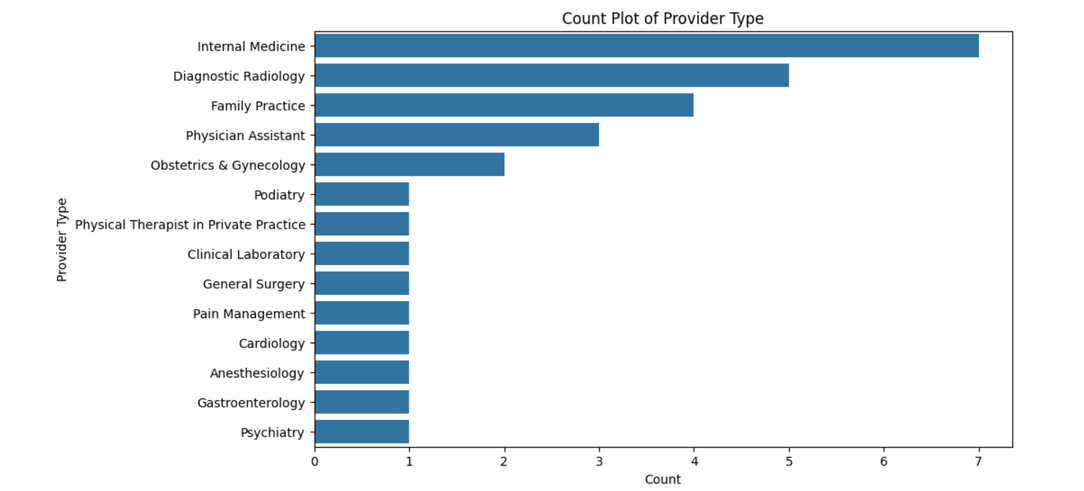 Count Plot of Provider Type
Internal Medicine
Diagnostic Radiology
Family Practice
Physician Assistant
Obstetrics & Gynecology
Podiatry
Physical Therapist in Private Practice
Clinical Laboratory
General Surgery
Pain Management
Cardiology
Anesthesiology
Gastroenterology
Psychiatry
Provider Type
0 1 2 3 4 5 6 7
Count